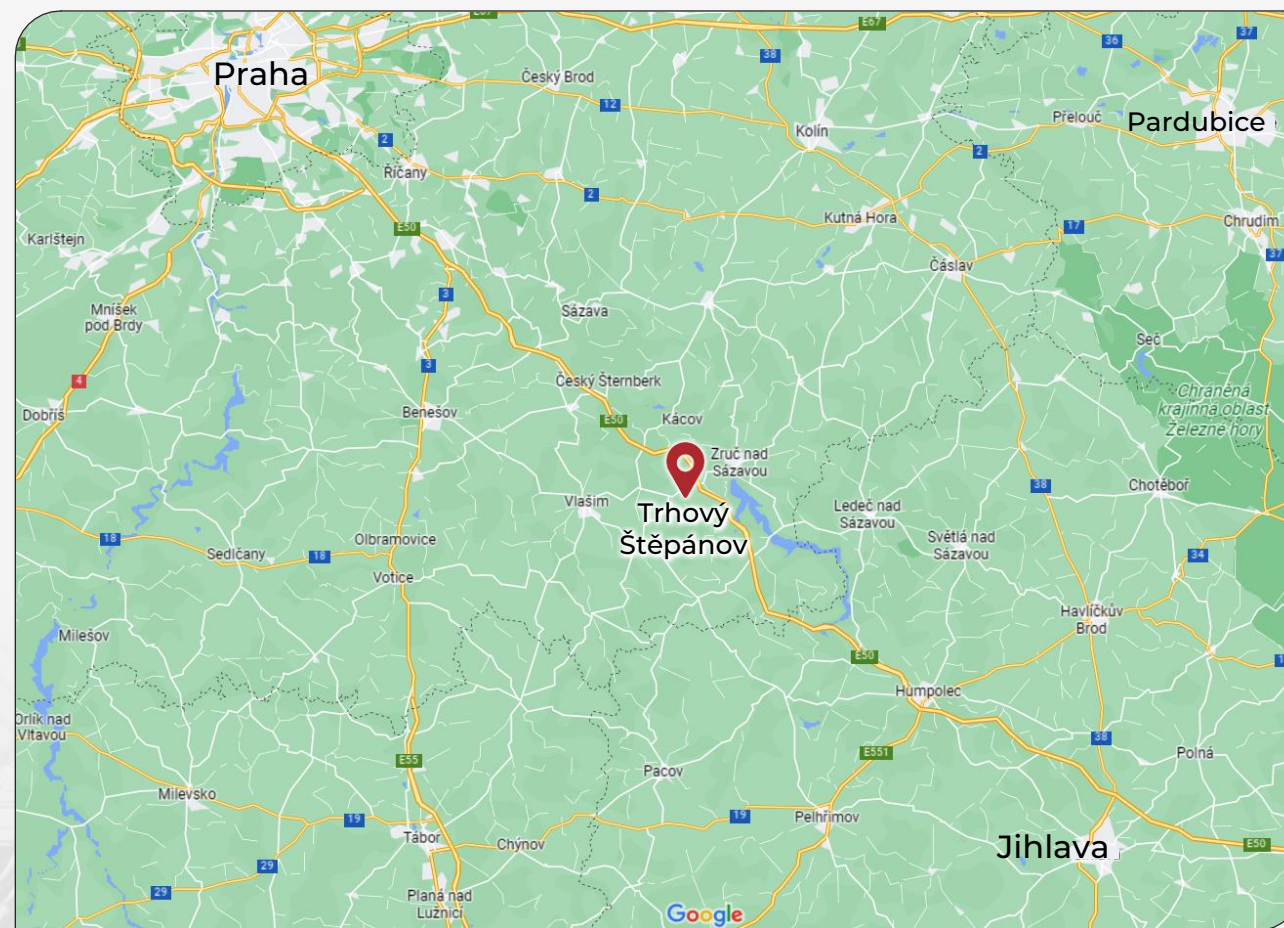 E67
E67
38
36
37
Praha
Český Brod
12
Přelouč
Pardubice
Kolín
2
2
Říčany
2
Kutná Hora
17
Chrudim
E50
Karlštejn
37
Čáslav
3
Mníšek
pod Brdy
Sázava
Seč
3
4
Český Šternberk
Chráněná
krajinná oblast
Železné hory
Dobříš
Benešov
E50
Kácov
Zruč nad
Sázavou
38
Chotěboř
Vlašim
Trhový
Štěpánov
Ledeč nad
Sázavou
Světlá nad
Sázavou
18
Sedlčany
18
Olbramovice
34
Votice
Havlíčkův
Brod
Milešov
E50
Humpolec
Orlík nad
Vltavou
38
E55
E551
Polná
Pacov
Milevsko
19
19
Pelhřimov
Tábor
Chýnov
Jihlava
E50
29
29
Planá nad
Lužnicí
Google